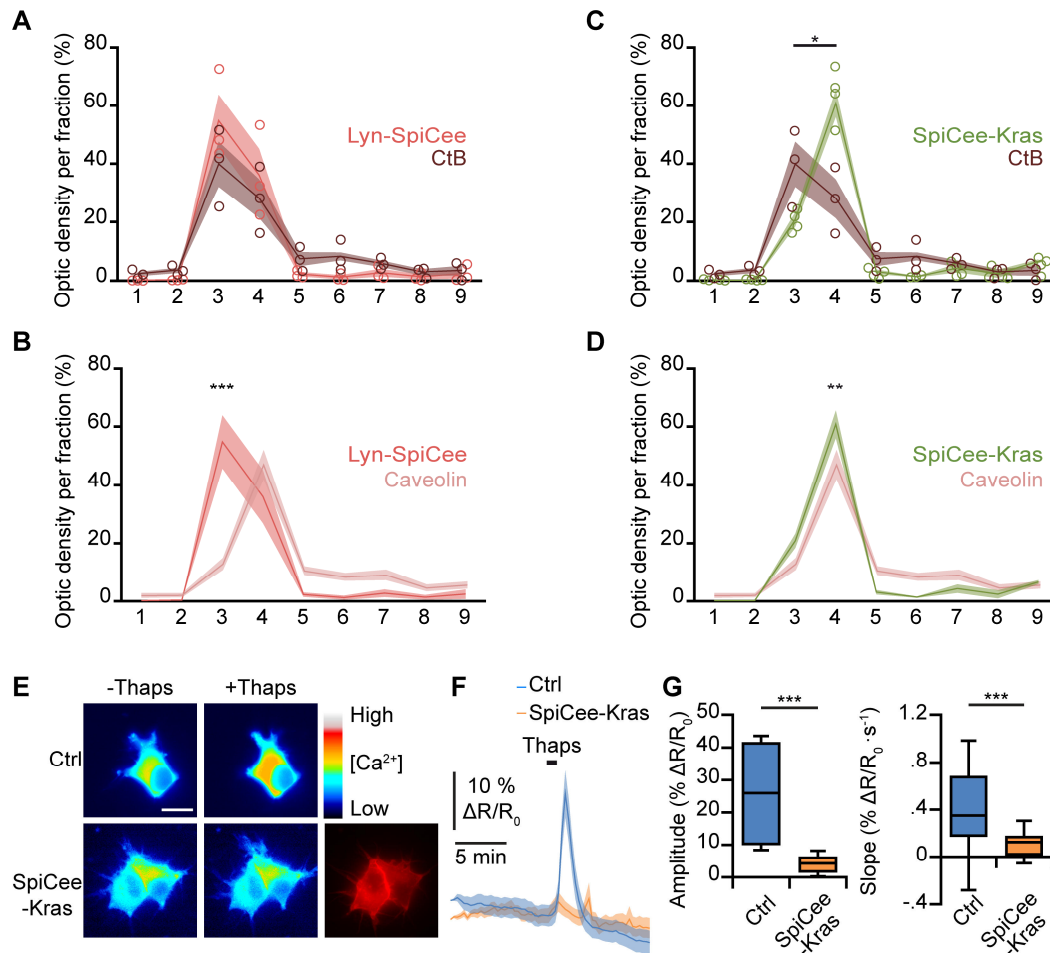 A
Optic density per fraction (%)
80
60
40
20
0
Lyn-SpiCee
CtB
1 2 3 4 5 6 7 8 9
C
Optic density per fraction (%)
80
60
40
20
0
*
SpiCee-Kras
CtB
1 2 3 4 5 6 7 8 9
B
Optic density per fraction (%)
80
60
40
20
0
***
Lyn-SpiCee
Caveolin
1 2 3 4 5 6 7 8 9
D
Optic density per fraction (%)
80
60
40
20
0
**
SpiCee-Kras
Caveolin
1 2 3 4 5 6 7 8 9
E
-Thaps +Thaps
Ctrl
High
[Ca²⁺]
Low
SpiCee
-Kras
F
Ctrl
SpiCee-Kras
Thaps
10 %
ΔR/R₀
5 min
G
Amplitude (% ΔR/R₀)
50
40
30
20
10
0
***
Ctrl
SpiCee
-Kras
Slope (% ΔR/R₀ ·s⁻¹)
1.2
.8
.4
0
-.4
***
Ctrl
SpiCee
-Kras